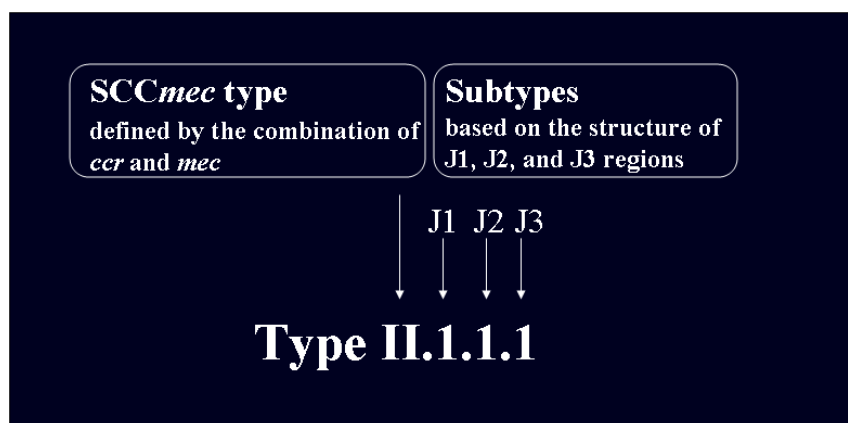 SCCmec type
defined by the combination of
ccr and mec
Subtypes
based on the structure of
J1, J2, and J3 regions
J1 J2 J3
Type II.1.1.1